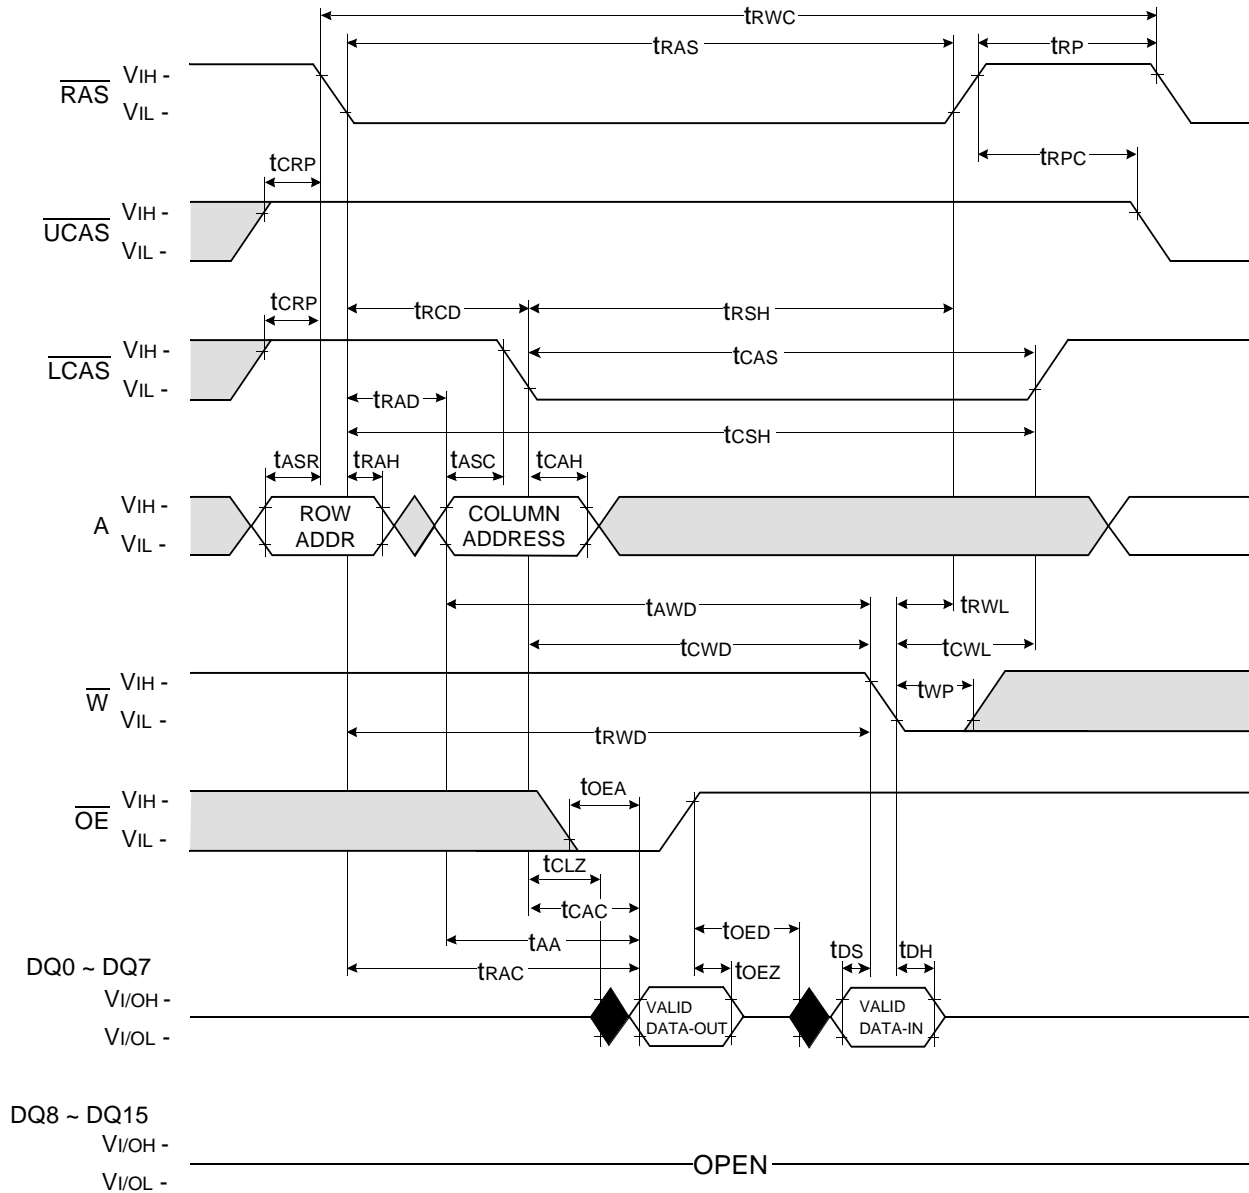 tRWC
tRAS
tRP
RAS
VIH -
VIL -
tCRP
tRPC
UCAS
VIH -
VIL -
tCRP
tRCD
tRSH
LCAS
VIH -
VIL -
tCAS
tRAD
tCSH
tASR
tRAH
tASC
tCAH
A
VIH -
VIL -
ROW
ADDR
COLUMN
ADDRESS
tAWD
tRWL
tCWD
tCWL
W
VIH -
VIL -
tWP
tRWD
OE
VIH -
VIL -
tOEA
tCLZ
tCAC
tOED
tAA
tDS
tDH
tRAC
tOEZ
DQ0 ~ DQ7
VI/OH -
VI/OL -
VALID
DATA-OUT
VALID
DATA-IN
DQ8 ~ DQ15
VI/OH -
VI/OL -
OPEN